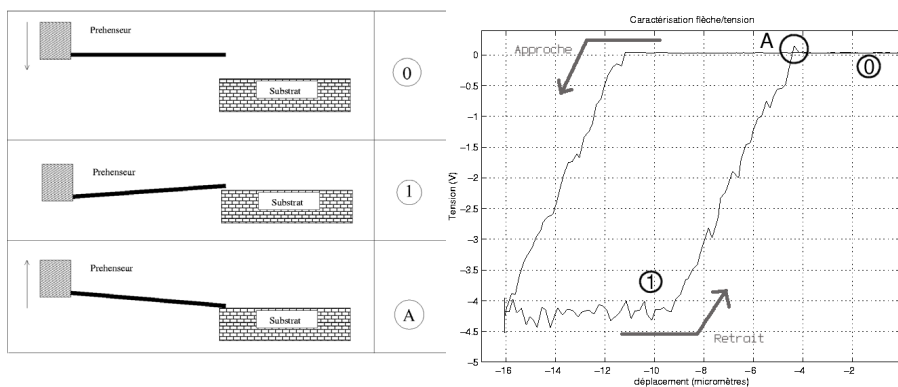 Prehenseur
Substrat
0
Prehenseur
Substrat
1
Prehenseur
Substrat
A
Caractérisation flèche/tension
Approche
A
0
1
Retrait
0
−0.5
−1
−1.5
−2
−2.5
−3
−3.5
−4
−4.5
−5
Tension (V)
−16 −14 −12 −10 −8 −6 −4 −2 0
déplacement (micromètres)